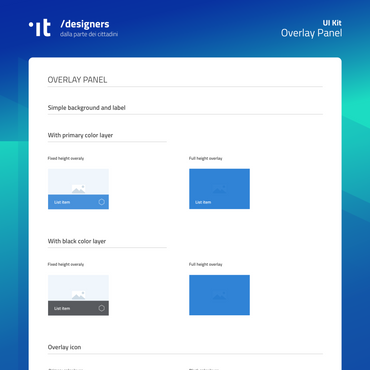 .it
/designers
dalla parte dei cittadini
UI Kit
Overlay Panel
OVERLAY PANEL
Simple background and label
With primary color layer
Fixed height overaly
Full height overlay
List item
List item
With black color layer
Fixed height overaly
Full height overlay
List item
Overlay icon